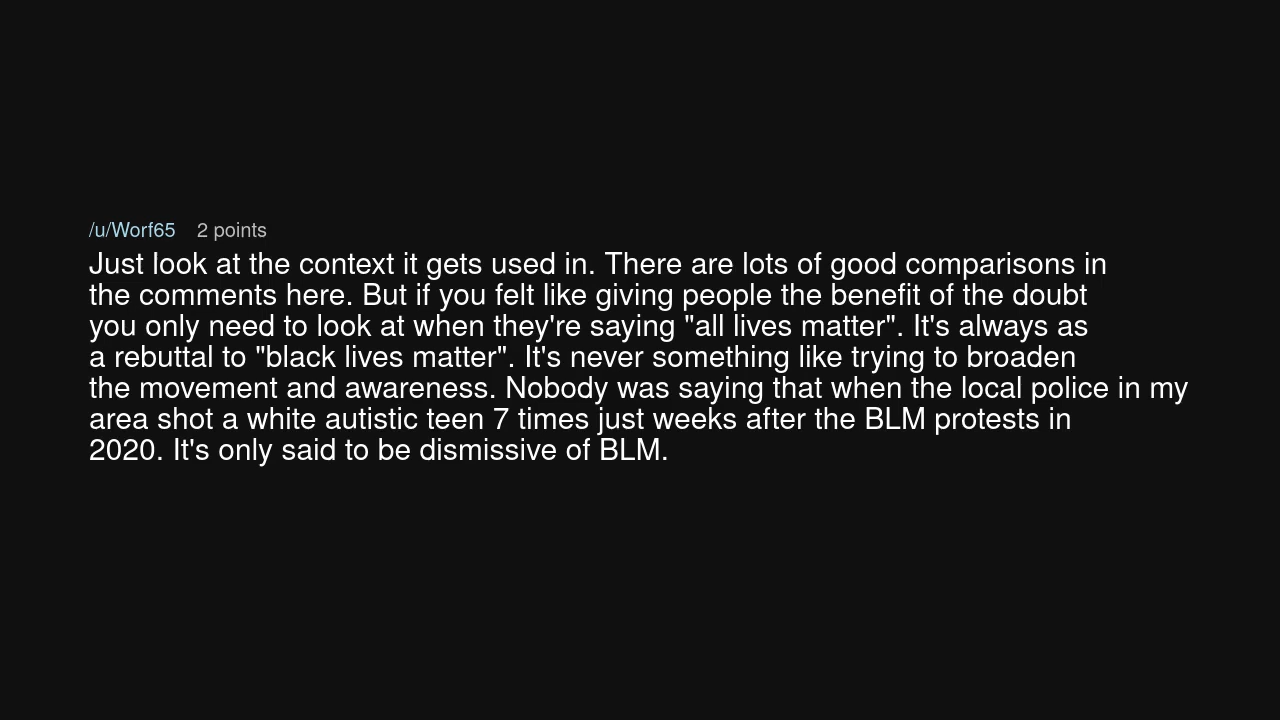 /u/Worf65 2 points
Just look at the context it gets used in. There are lots of good comparisons in
the comments here. But if you felt like giving people the benefit of the doubt
you only need to look at when they're saying "all lives matter". It's always as
a rebuttal to "black lives matter". It's never something like trying to broaden
the movement and awareness. Nobody was saying that when the local police in my
area shot a white autistic teen 7 times just weeks after the BLM protests in
2020. It's only said to be dismissive of BLM.